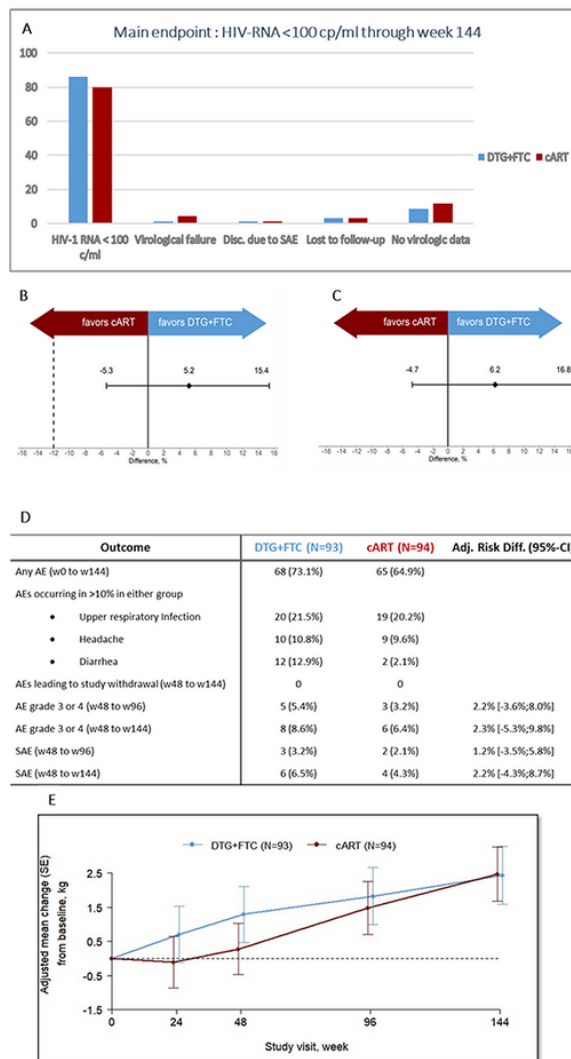 A
Main endpoint : HIV-RNA <100 cp/ml through week 144
100
80
60
40
20
0
DTG+FTC
cART
HIV-1 RNA < 100 c/ml
Virological failure
Disc. due to SAE
Lost to follow-up
No virologic data
B
favors cART
favors DTG+FTC
-5.3
5.2
15.4
-16 -14 -12 -10 -8 -6 -4 -2 0 2 4 6 8 10 12 14 16
Difference, %
C
favors cART
favors DTG+FTC
-4.7
6.2
16.8
-16 -14 -12 -10 -8 -6 -4 -2 0 2 4 6 8 10 12 14 16
Difference, %
D
Outcome DTG+FTC (N=93) cART (N=94) Adj. Risk Diff. (95%-CI)
Any AE (w0 to w144) 68 (73.1%) 65 (64.9%)
AEs occurring in >10% in either group
• Upper respiratory Infection 20 (21.5%) 19 (20.2%)
• Headache 10 (10.8%) 9 (9.6%)
• Diarrhea 12 (12.9%) 2 (2.1%)
AEs leading to study withdrawal (w48 to w144) 0 0
AE grade 3 or 4 (w48 to w96) 5 (5.4%) 3 (3.2%) 2.2% [-3.6%;8.0%]
AE grade 3 or 4 (w48 to w144) 8 (8.6%) 6 (6.4%) 2.3% [-5.3%;9.8%]
SAE (w48 to w96) 3 (3.2%) 2 (2.1%) 1.2% [-3.5%;5.8%]
SAE (w48 to w144) 6 (6.5%) 4 (4.3%) 2.2% [-4.3%;8.7%]
E
DTG+FTC (N=93)
cART (N=94)
Adjusted mean change (SE)
from baseline, kg
2.5
1.5
0.5
-0.5
-1.5
0 24 48 96 144
Study visit, week